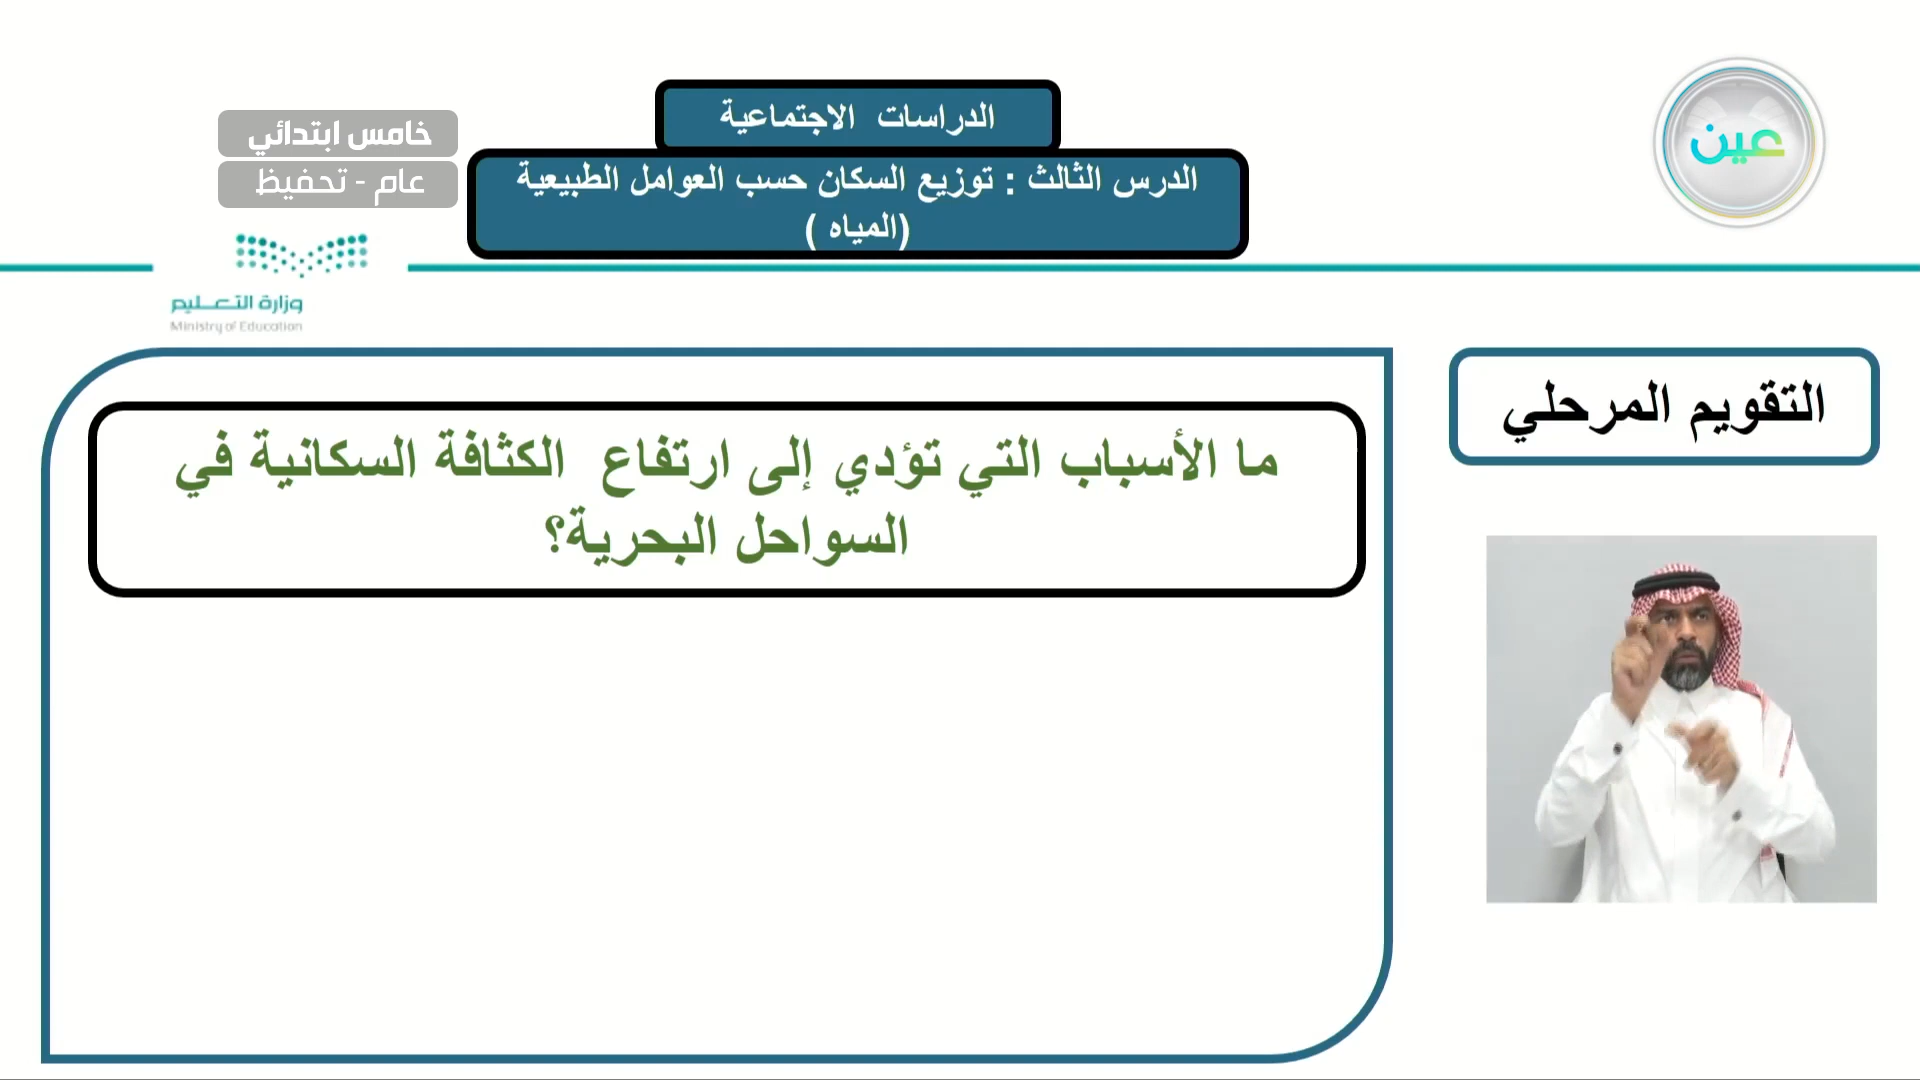 عين
الدراسات الاجتماعية
خامس ابتدائي
عام - تحفيظ
الدرس الثالث : توزيع السكان حسب العوامل الطبيعية
(المياه )
وزارة التعليم
Ministry of Education
التقويم المرحلي
ما الأسباب التي تؤدي إلى ارتفاع الكثافة السكانية في
السواحل البحرية؟